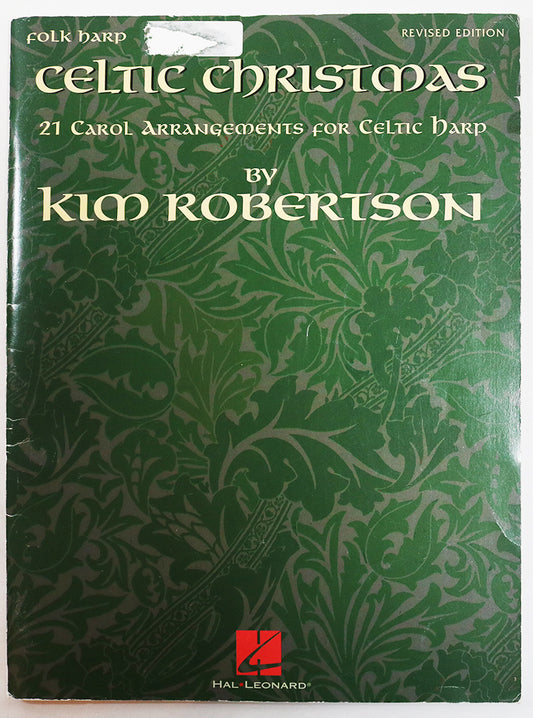 FOLK HARP
REVISED EDITION
CELTIC CHRISTMAS
21 CAROL ARRANGEMENTS FOR CELTIC HARP
BY
KIM ROBERTSON
HAL•LEONARD®